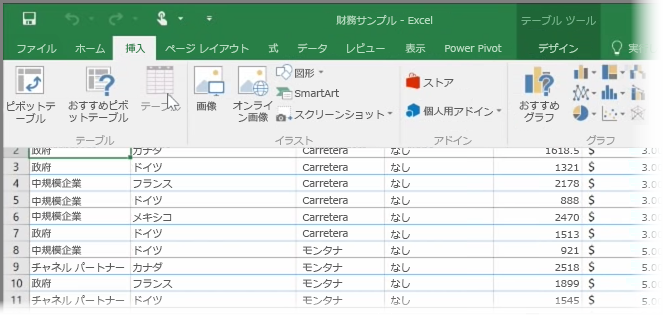 財務サンプル - Excel
テーブル ツール
ファイル ホーム 挿入 ページ レイアウト 式 データ レビュー 表示 Power Pivot デザイン
ピボットテ
ーブル
おすすめピボ
ットテーブル
テーブル
テーブル
画像
オンライ
ン画像
図形
SmartArt
スクリーンショット
イラスト
ストア
個人用アドイン
アドイン
おすすめ
グラフ
グラフ
2 政府 カナダ Carretera なし 1618.5 $ 3.0
3 政府 ドイツ Carretera なし 1321 $ 3.0
4 中規模企業 フランス Carretera なし 2178 $ 3.0
5 中規模企業 ドイツ Carretera なし 888 $ 3.0
6 中規模企業 メキシコ Carretera なし 2470 $ 3.0
7 政府 ドイツ Carretera なし 1513 $ 3.0
8 中規模企業 ドイツ モンタナ なし 921 $ 5.0
9 チャネル パートナー カナダ モンタナ なし 2518 $ 5.0
10 政府 フランス モンタナ なし 1899 $ 5.0
11 チャネル パートナー ドイツ モンタナ なし 1545 $ 5.0